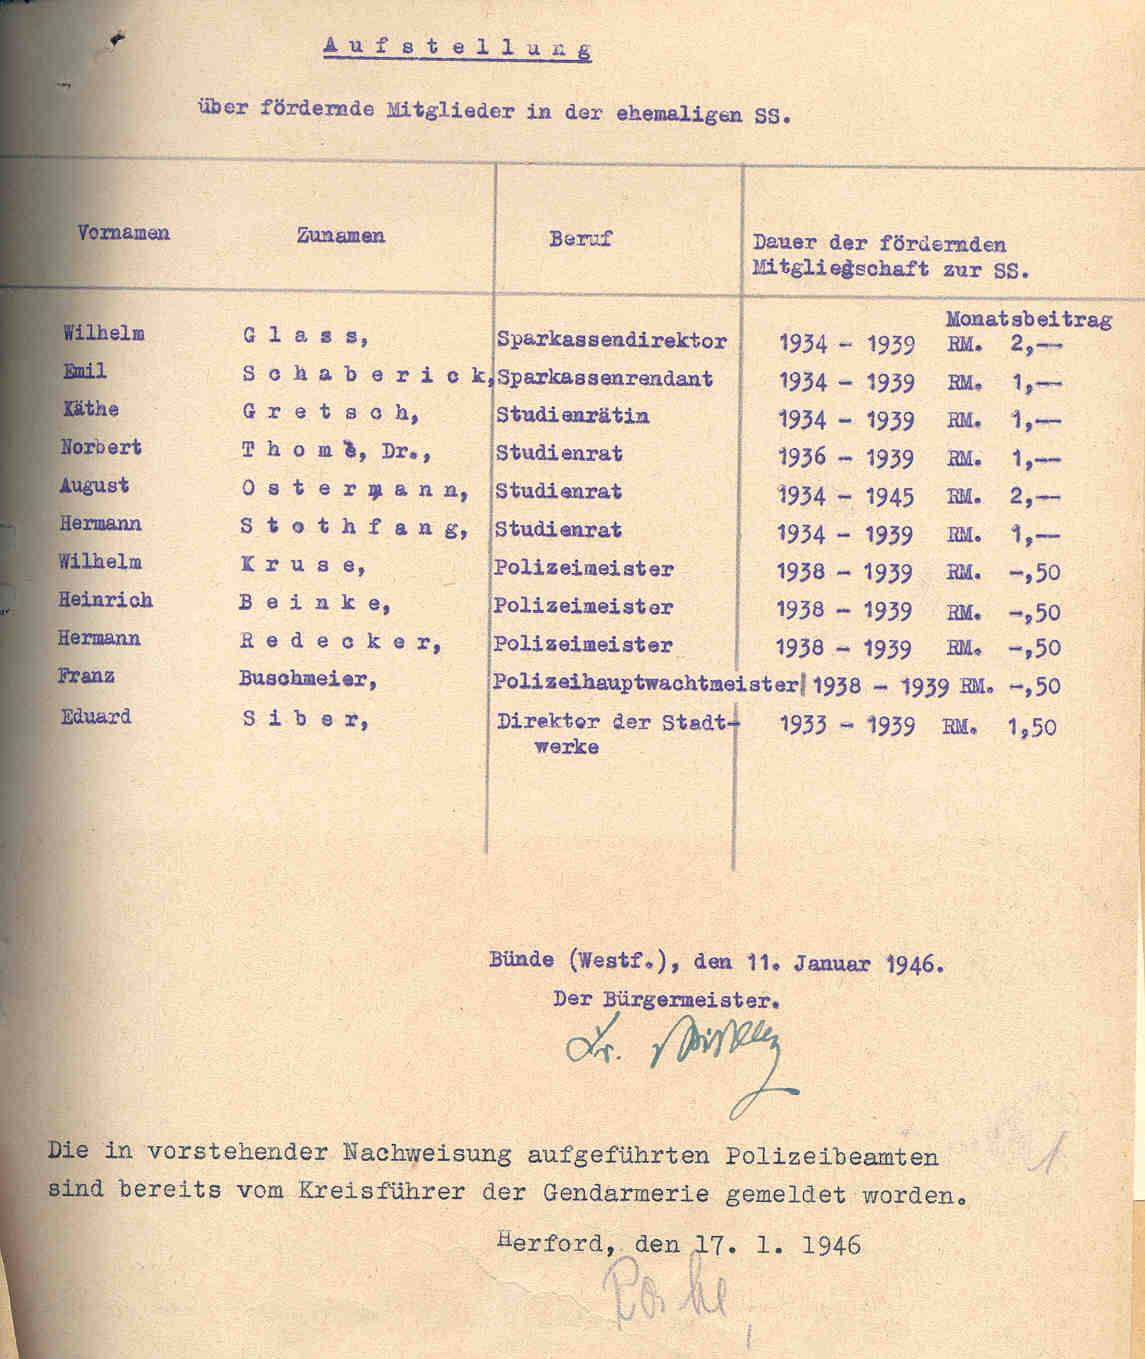 Aufstellung
über fördernde Mitglieder in der ehemaligen SS.
Vornamen Zunamen Beruf Dauer der fördernden
Mitgliedschaft zur SS.
Monatsbeitrag
Wilhelm Glass, Sparkassendirektor 1934 - 1939 RM. 2,--
Emil Schaberick, Sparkassenrendant 1934 - 1939 RM. 1,--
Käthe Gretsch, Studienrätin 1934 - 1939 RM. 1,--
Norbert Thomé, Dr., Studienrat 1936 - 1939 RM. 1,--
August Ostermann, Studienrat 1934 - 1945 RM. 2,--
Hermann Stothfang, Studienrat 1934 - 1939 RM. 1,--
Wilhelm Kruse, Polizeimeister 1938 - 1939 RM. -,50
Heinrich Beinke, Polizeimeister 1938 - 1939 RM. -,50
Hermann Redecker, Polizeimeister 1938 - 1939 RM. -,50
Franz Buschmeier, Polizeihauptwachtmeister 1938 - 1939 RM. -,50
Eduard Siber, Direktor der Stadt- 1933 - 1939 RM. 1,50
werke
Bünde (Westf.), den 11. Januar 1946.
Der Bürgermeister.
Dr.
Die in vorstehender Nachweisung aufgeführten Polizeibeamten
sind bereits vom Kreisführer der Gendarmerie gemeldet worden.
Herford, den 17. 1. 1946